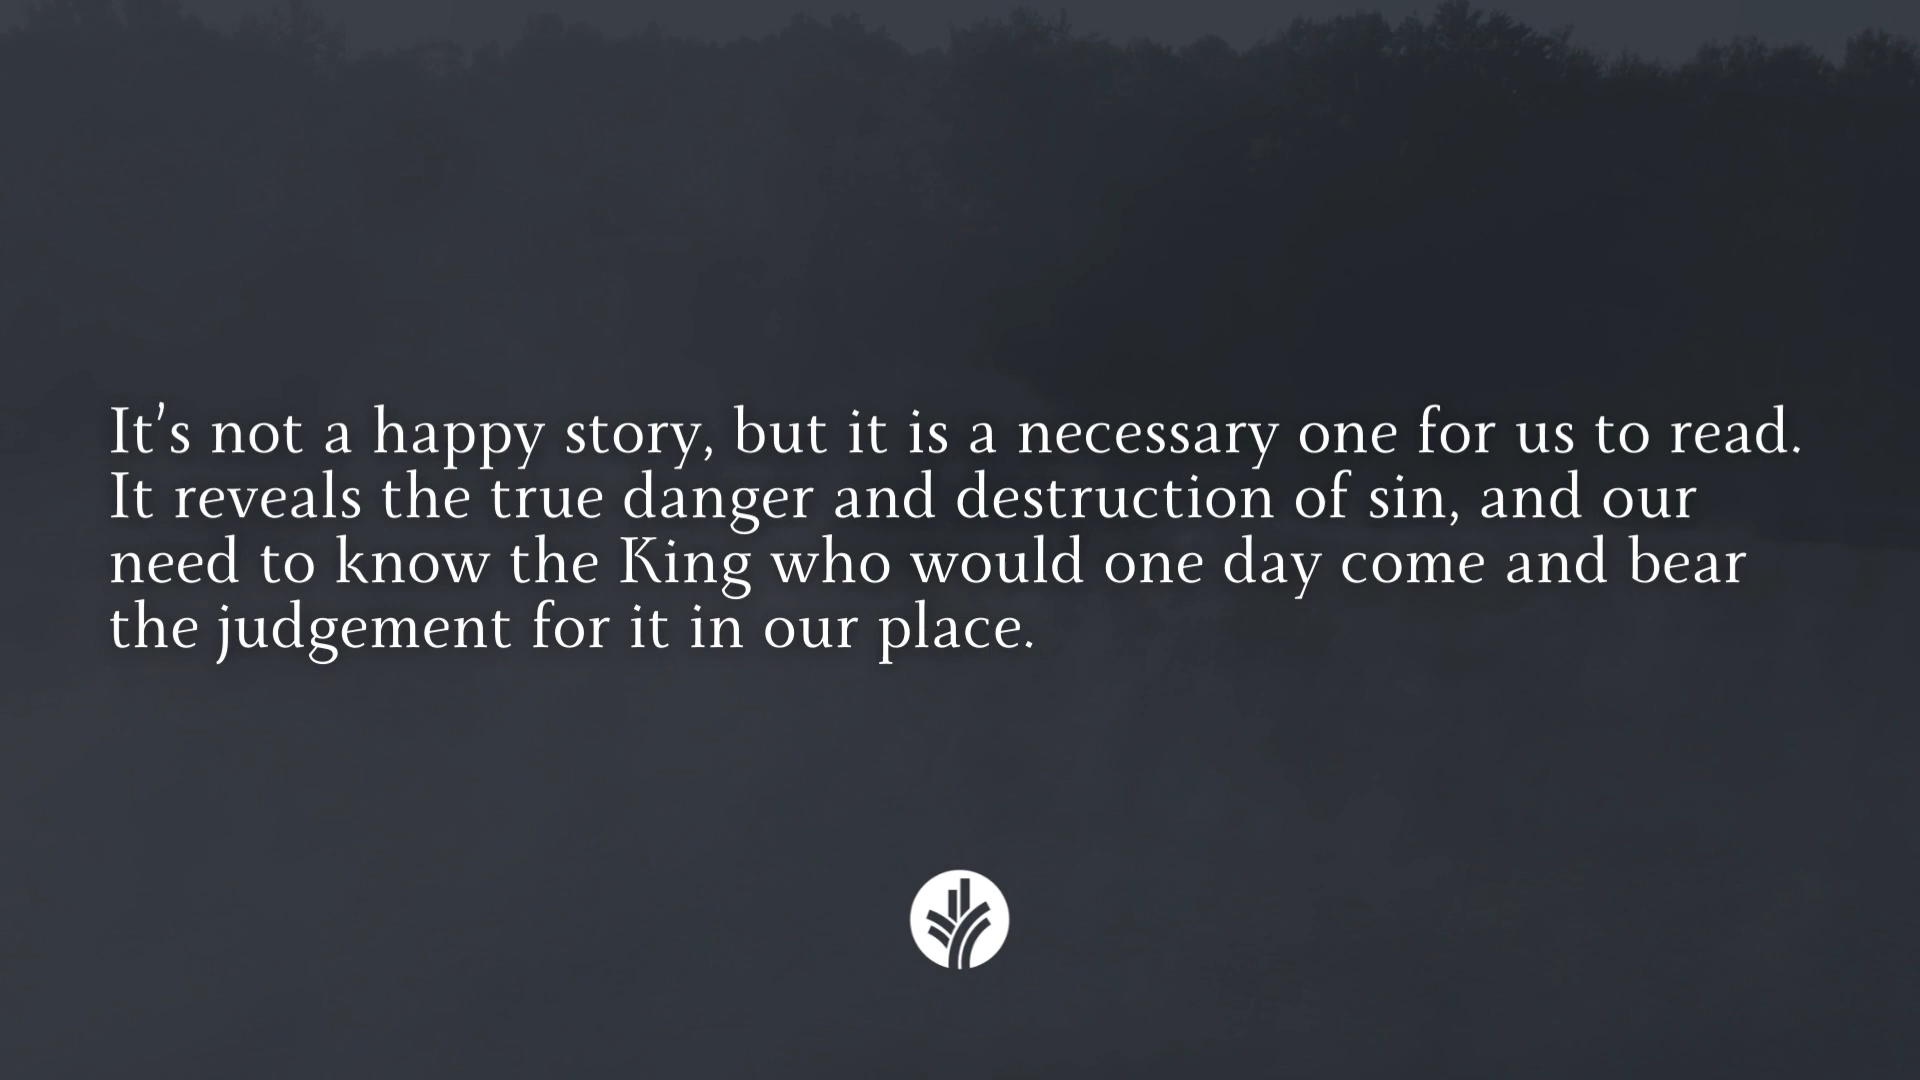 It's not a happy story, but it is a necessary one for us to read.
It reveals the true danger and destruction of sin, and our
need to know the King who would one day come and bear
the judgement for it in our place.